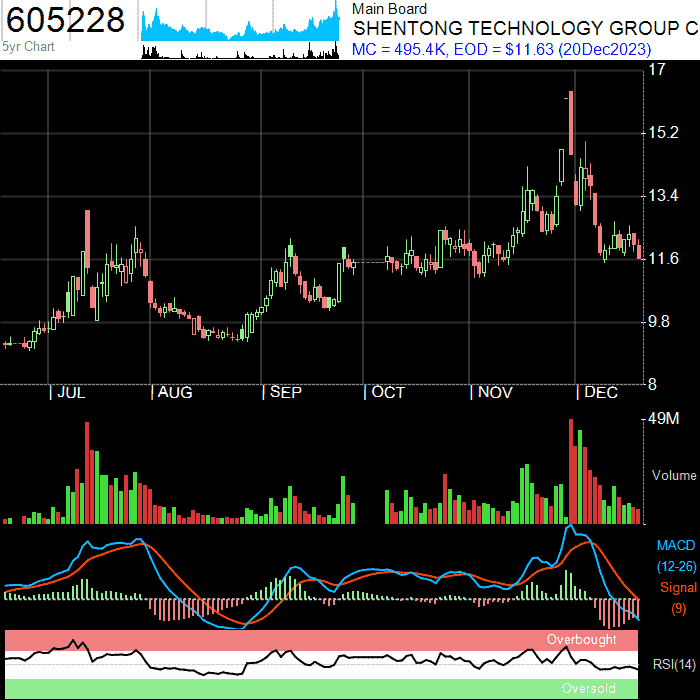 605228
5yr Chart
Main Board
SHENTONG TECHNOLOGY GROUP C
MC = 495.4K, EOD = $11.63 (20Dec2023)
17
15.2
13.4
11.6
9.8
8
| JUL | AUG | SEP | OCT | NOV | DEC
49M
Volume
MACD
(12-26)
Signal
(9)
Overbought
RSI(14)
Oversold